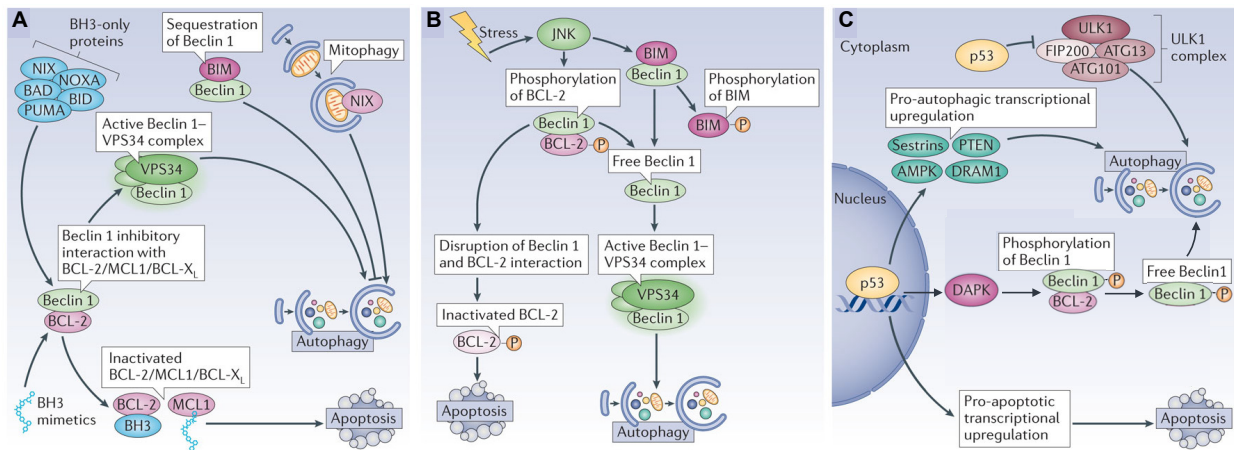 A
BH3-only
proteins
NIX
NOXA
BAD
BID
PUMA
Sequestration
of Beclin 1
BIM
Beclin 1
Mitophagy
NIX
Active Beclin 1–
VPS34 complex
VPS34
Beclin 1
Beclin 1 inhibitory
interaction with
BCL-2/MCL1/BCL-XL
Beclin 1
BCL-2
Autophagy
Inactivated
BCL-2/MCL1/BCL-XL
BH3
mimetics
BCL-2
MCL1
BH3
Apoptosis
B
Stress
JNK
BIM
Beclin 1
Phosphorylation
of BCL-2
Phosphorylation
of BIM
Beclin 1
BCL-2
P
BIM
P
Free Beclin 1
Beclin 1
Disruption of Beclin 1
and BCL-2 interaction
Active Beclin 1–
VPS34 complex
VPS34
Beclin 1
Inactivated BCL-2
BCL-2
P
Apoptosis
Autophagy
C
Cytoplasm
p53
ULK1
FIP200
ATG13
ATG101
ULK1
complex
Pro-autophagic transcriptional
upregulation
Sestrins
PTEN
AMPK
DRAM1
Autophagy
Nucleus
p53
DAPK
Phosphorylation
of Beclin 1
Beclin 1
P
BCL-2
Free Beclin1
Beclin 1
P
Pro-apoptotic
transcriptional
upregulation
Apoptosis